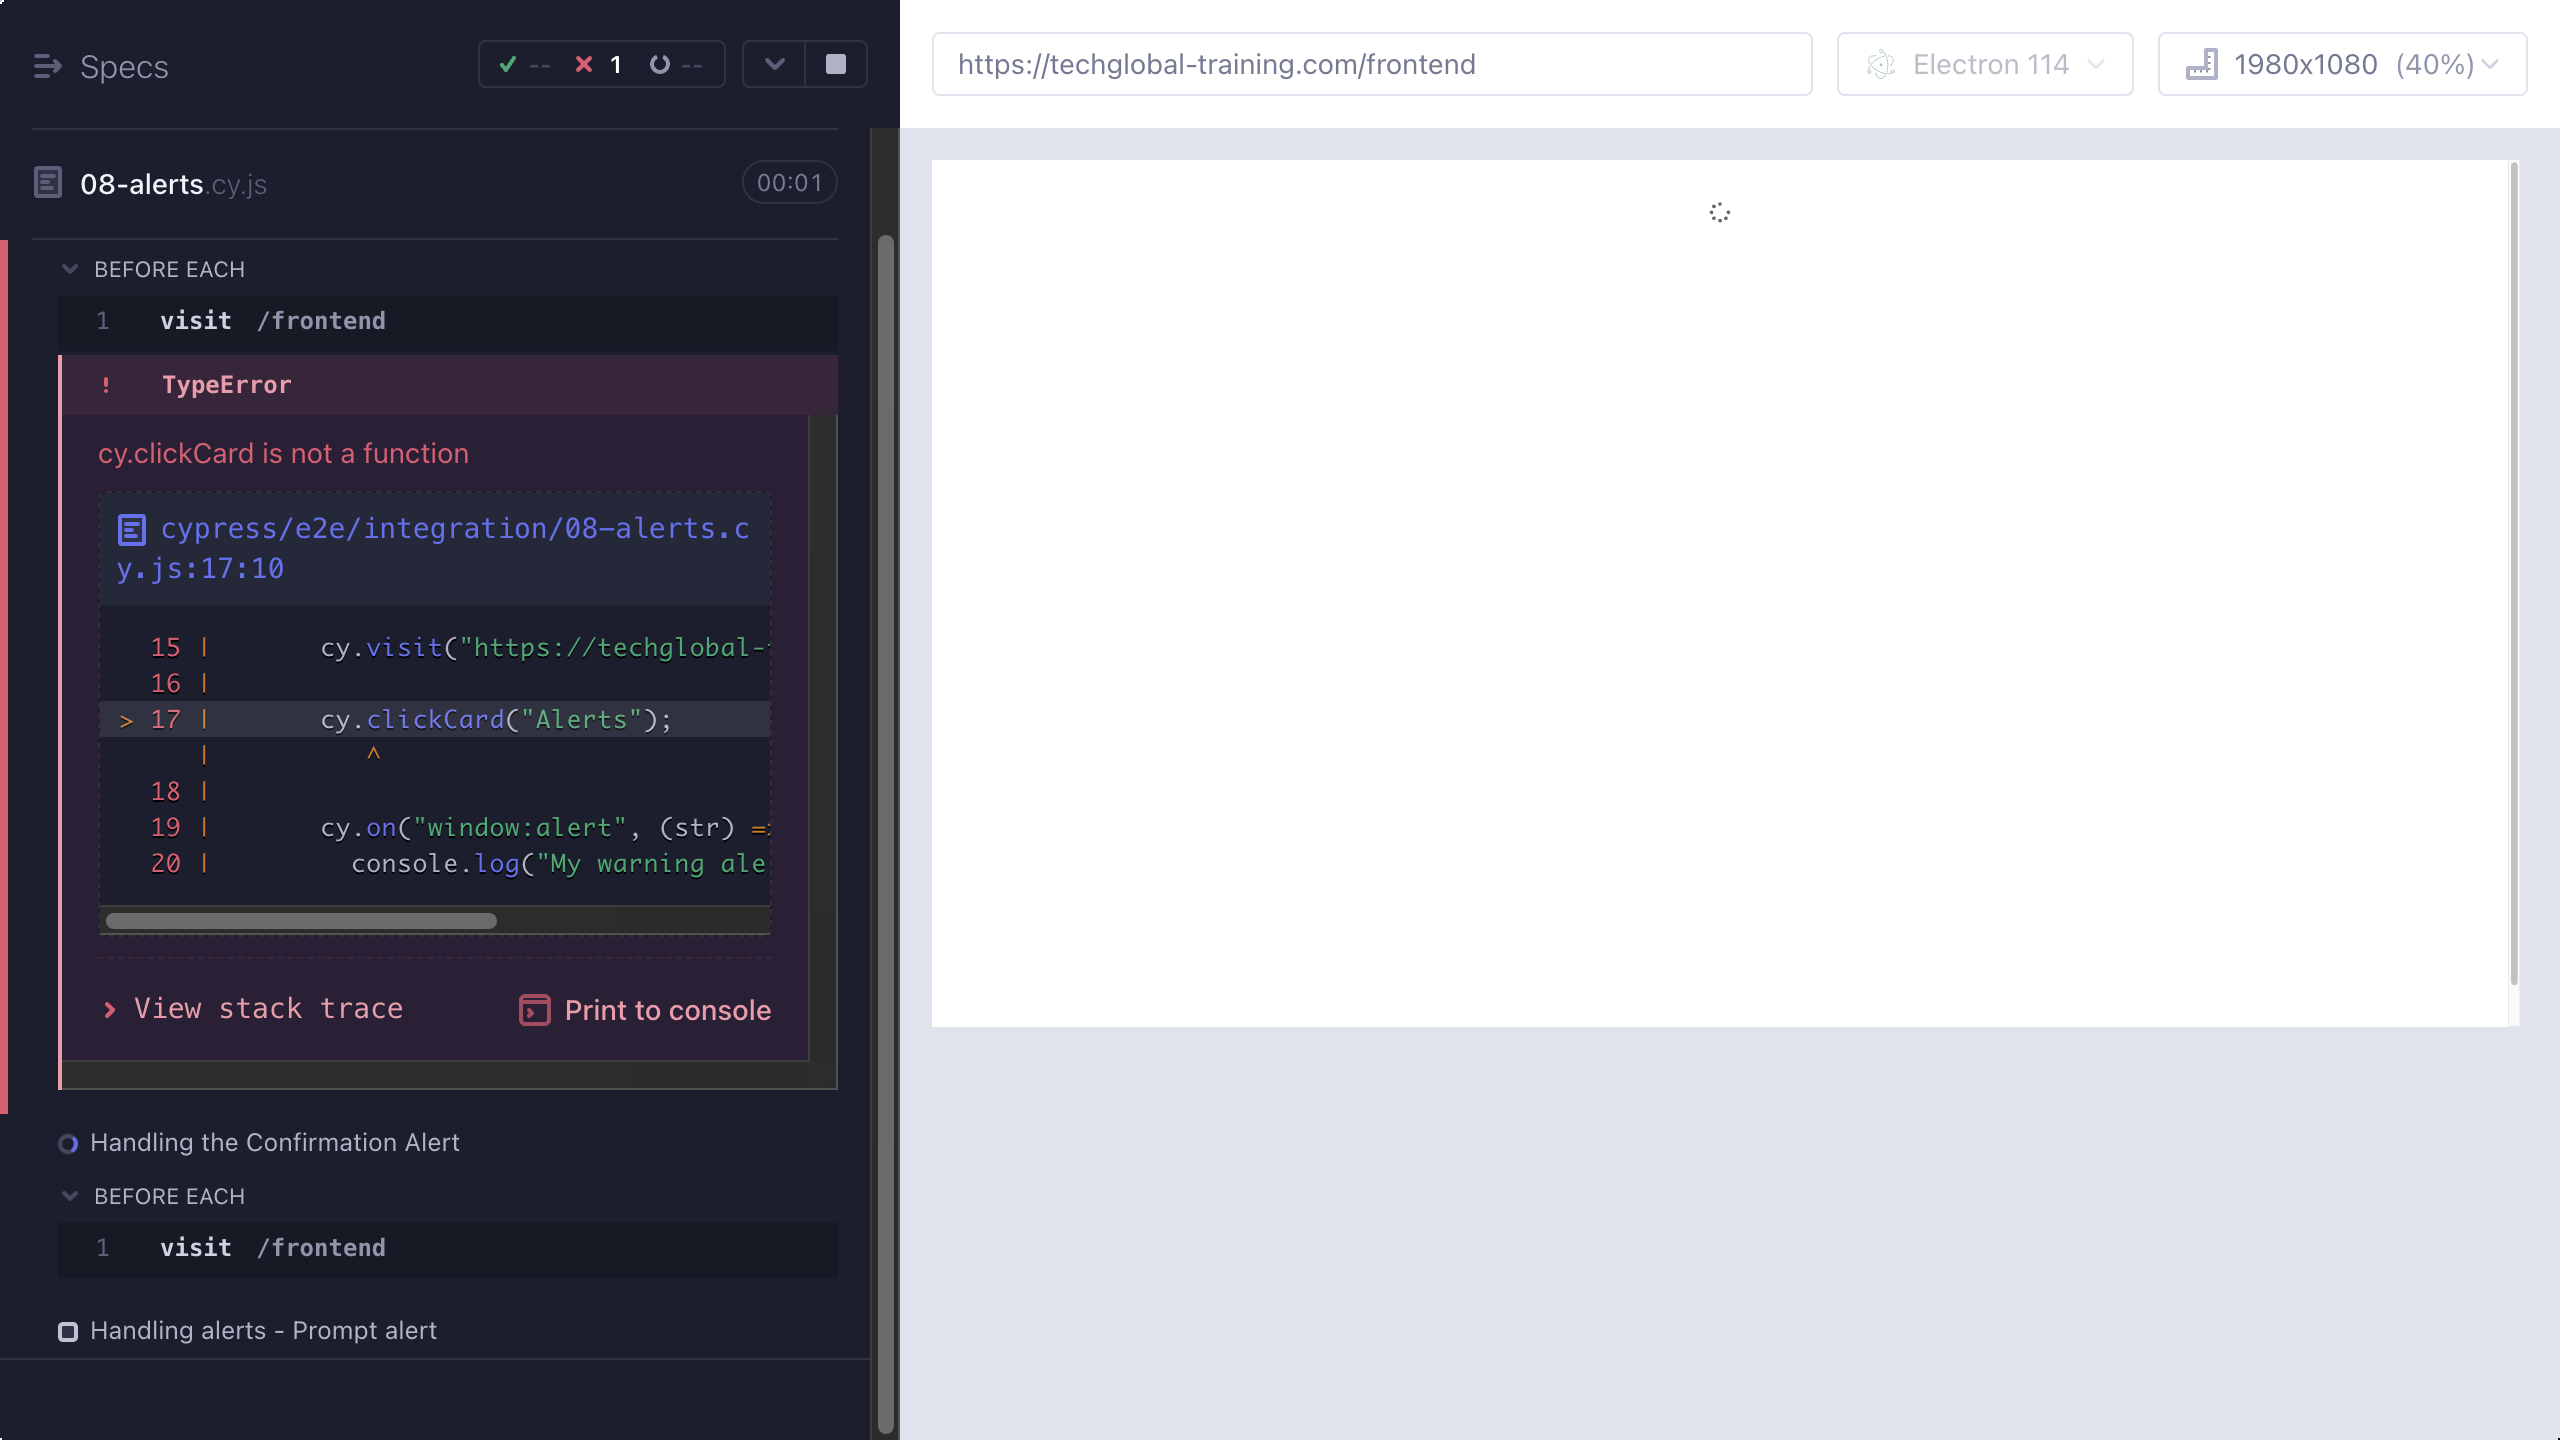 Specs
-- 1 --
https://techglobal-training.com/frontend
Electron 114
1980x1080 (40%)
08-alerts.cy.js
00:01
BEFORE EACH
1 visit /frontend
! TypeError
cy.clickCard is not a function
cypress/e2e/integration/08-alerts.c
y.js:17:10
15 | cy.visit("https://techglobal-
16 |
> 17 | cy.clickCard("Alerts");
| ^
18 |
19 | cy.on("window:alert", (str) =>
20 | console.log("My warning ale
View stack trace
Print to console
Handling the Confirmation Alert
BEFORE EACH
1 visit /frontend
Handling alerts - Prompt alert